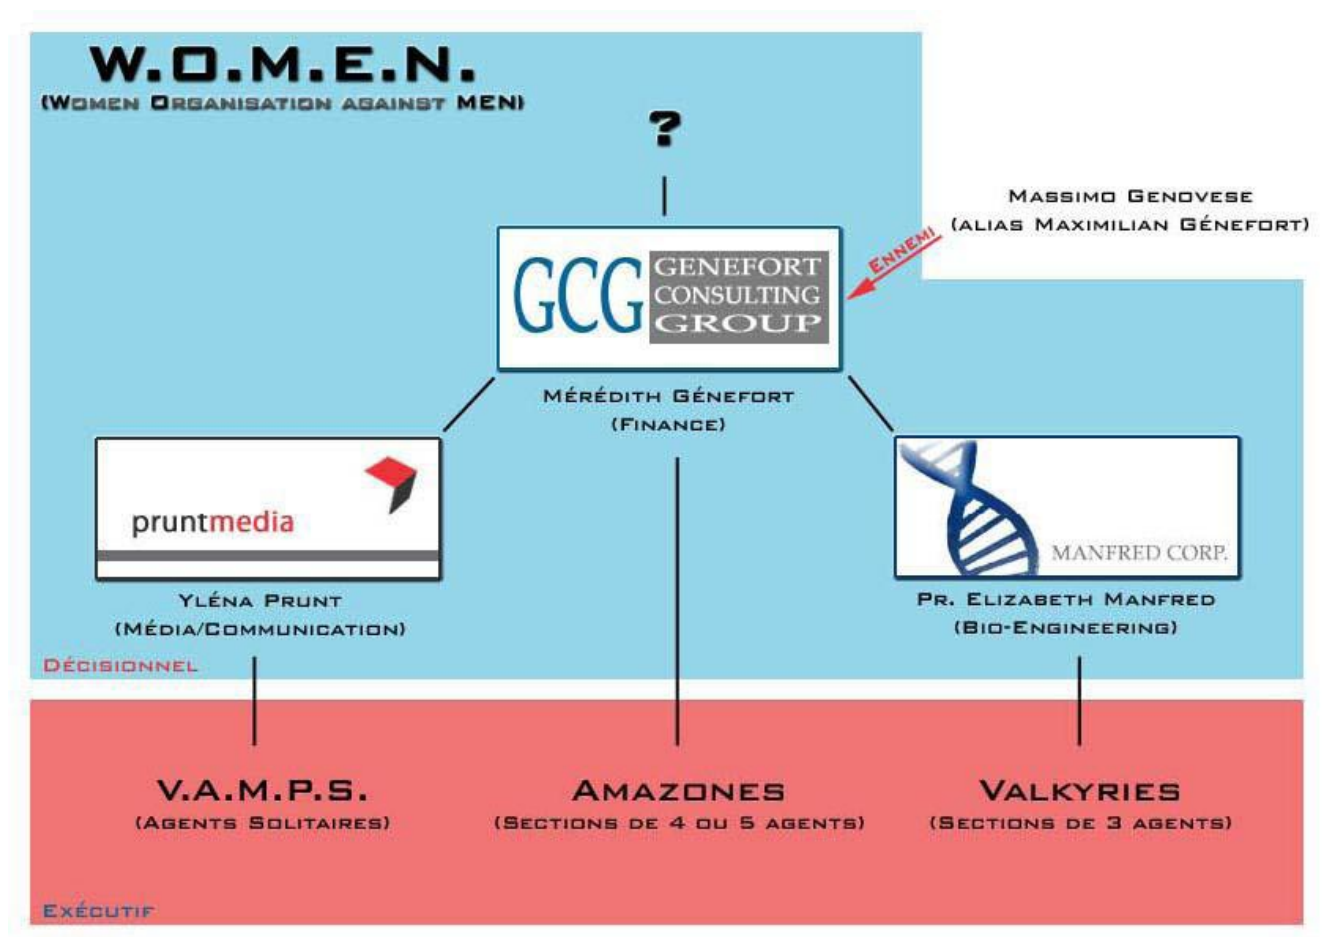 W.O.M.E.N.
(Women Organisation against MEN)
?
Massimo Genovese
(alias Maximilian Génefort)
Ennemi
GCG
GENEFORT
CONSULTING
GROUP
Mérédith Génefort
(Finance)
pruntmedia
MANFRED CORP.
Yléna Prunt
(Média/Communication)
Pr. Elizabeth Manfred
(Bio-Engineering)
Décisionnel
V.A.M.P.S.
(Agents Solitaires)
Amazones
(Sections de 4 ou 5 agents)
Valkyries
(Sections de 3 agents)
Exécutif